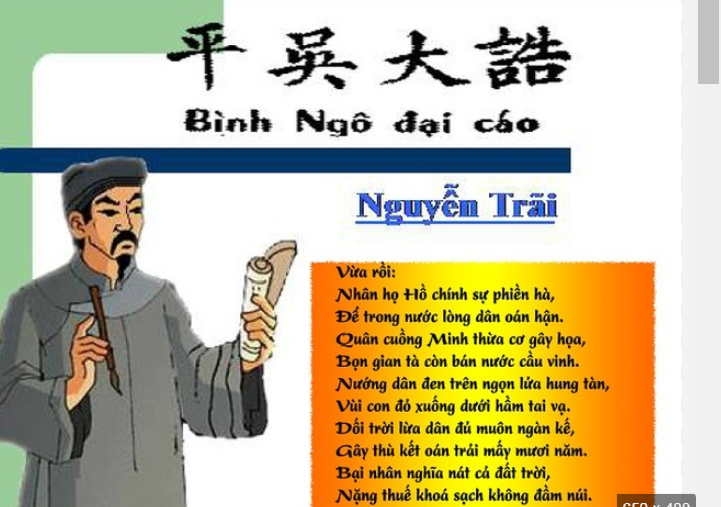 平吳大誥
Bình Ngô đại cáo
Nguyễn Trãi
Vừa rồi:
Nhân họ Hồ chính sự phiền hà,
Để trong nước lòng dân oán hận.
Quân cuồng Minh thừa cơ gây họa,
Bọn gian tà còn bán nước cầu vinh.
Nướng dân đen trên ngọn lửa hung tàn,
Vùi con đỏ xuống dưới hầm tai vạ.
Dối trời lừa dân đủ muôn ngàn kế,
Gây thù kết oán trải mấy mươi năm.
Bại nhân nghĩa nát cả đất trời,
Nặng thuế khoá sạch không đầm núi.